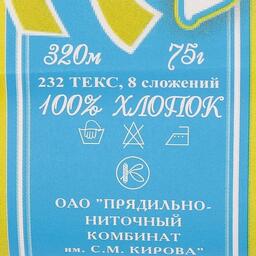 320м 75г
232 ТЕКС, 8 сложений
100% ХЛОПОК
ОАО "ПРЯДИЛЬНО-
НИТОЧНЫЙ
КОМБИНАТ
им. С.М. КИРОВА"